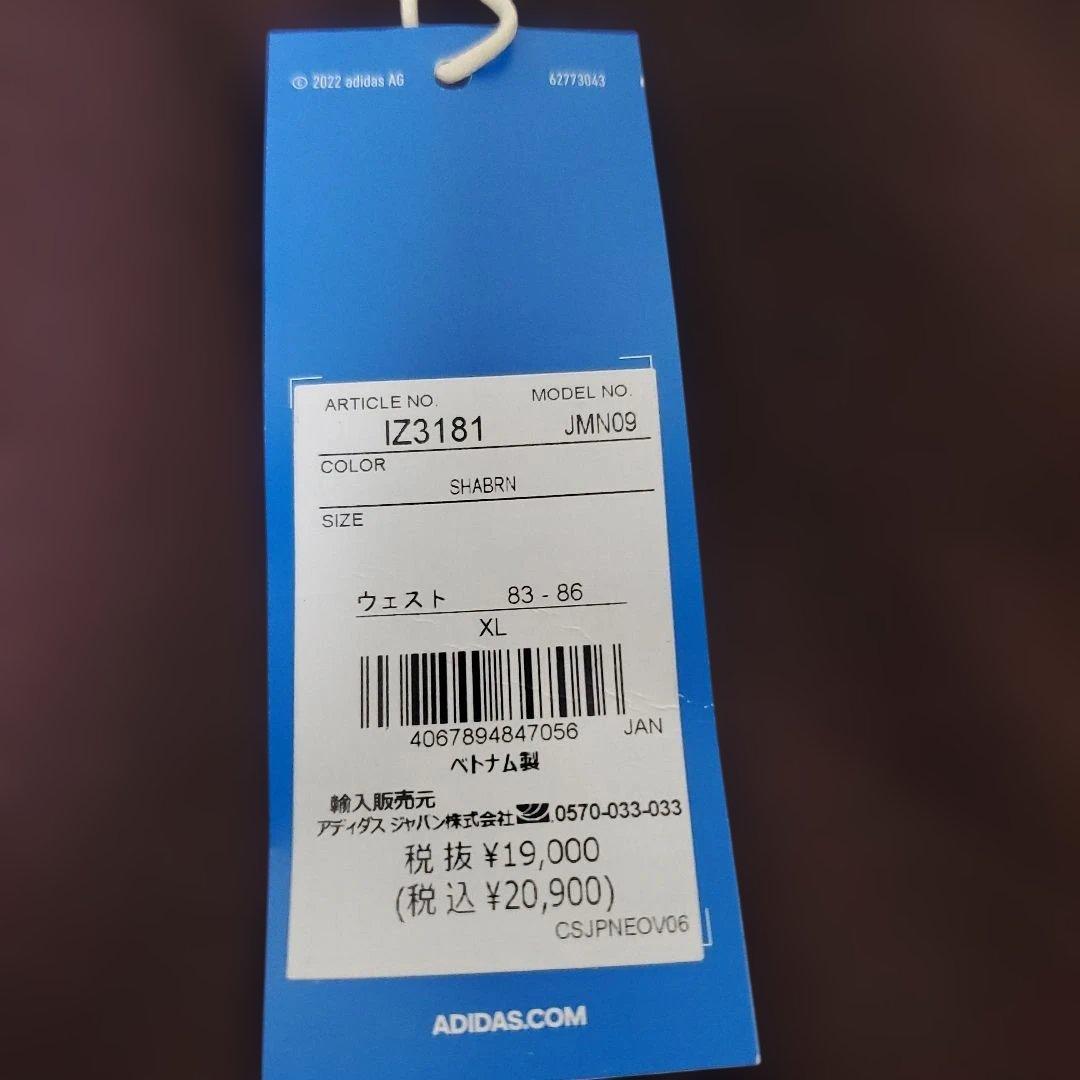 © 2022 adidas AG 62773043
ARTICLE NO. MODEL NO.
IZ3181 JMN09
COLOR
SHABRN
SIZE
ウェスト 83 - 86
XL
4067894847056 JAN
ベトナム製
輸入販売元
アディダス ジャパン株式会社 0570-033-033
税抜 ¥19,000
(税込 ¥20,900)
CSJPNEOV06
ADIDAS.COM